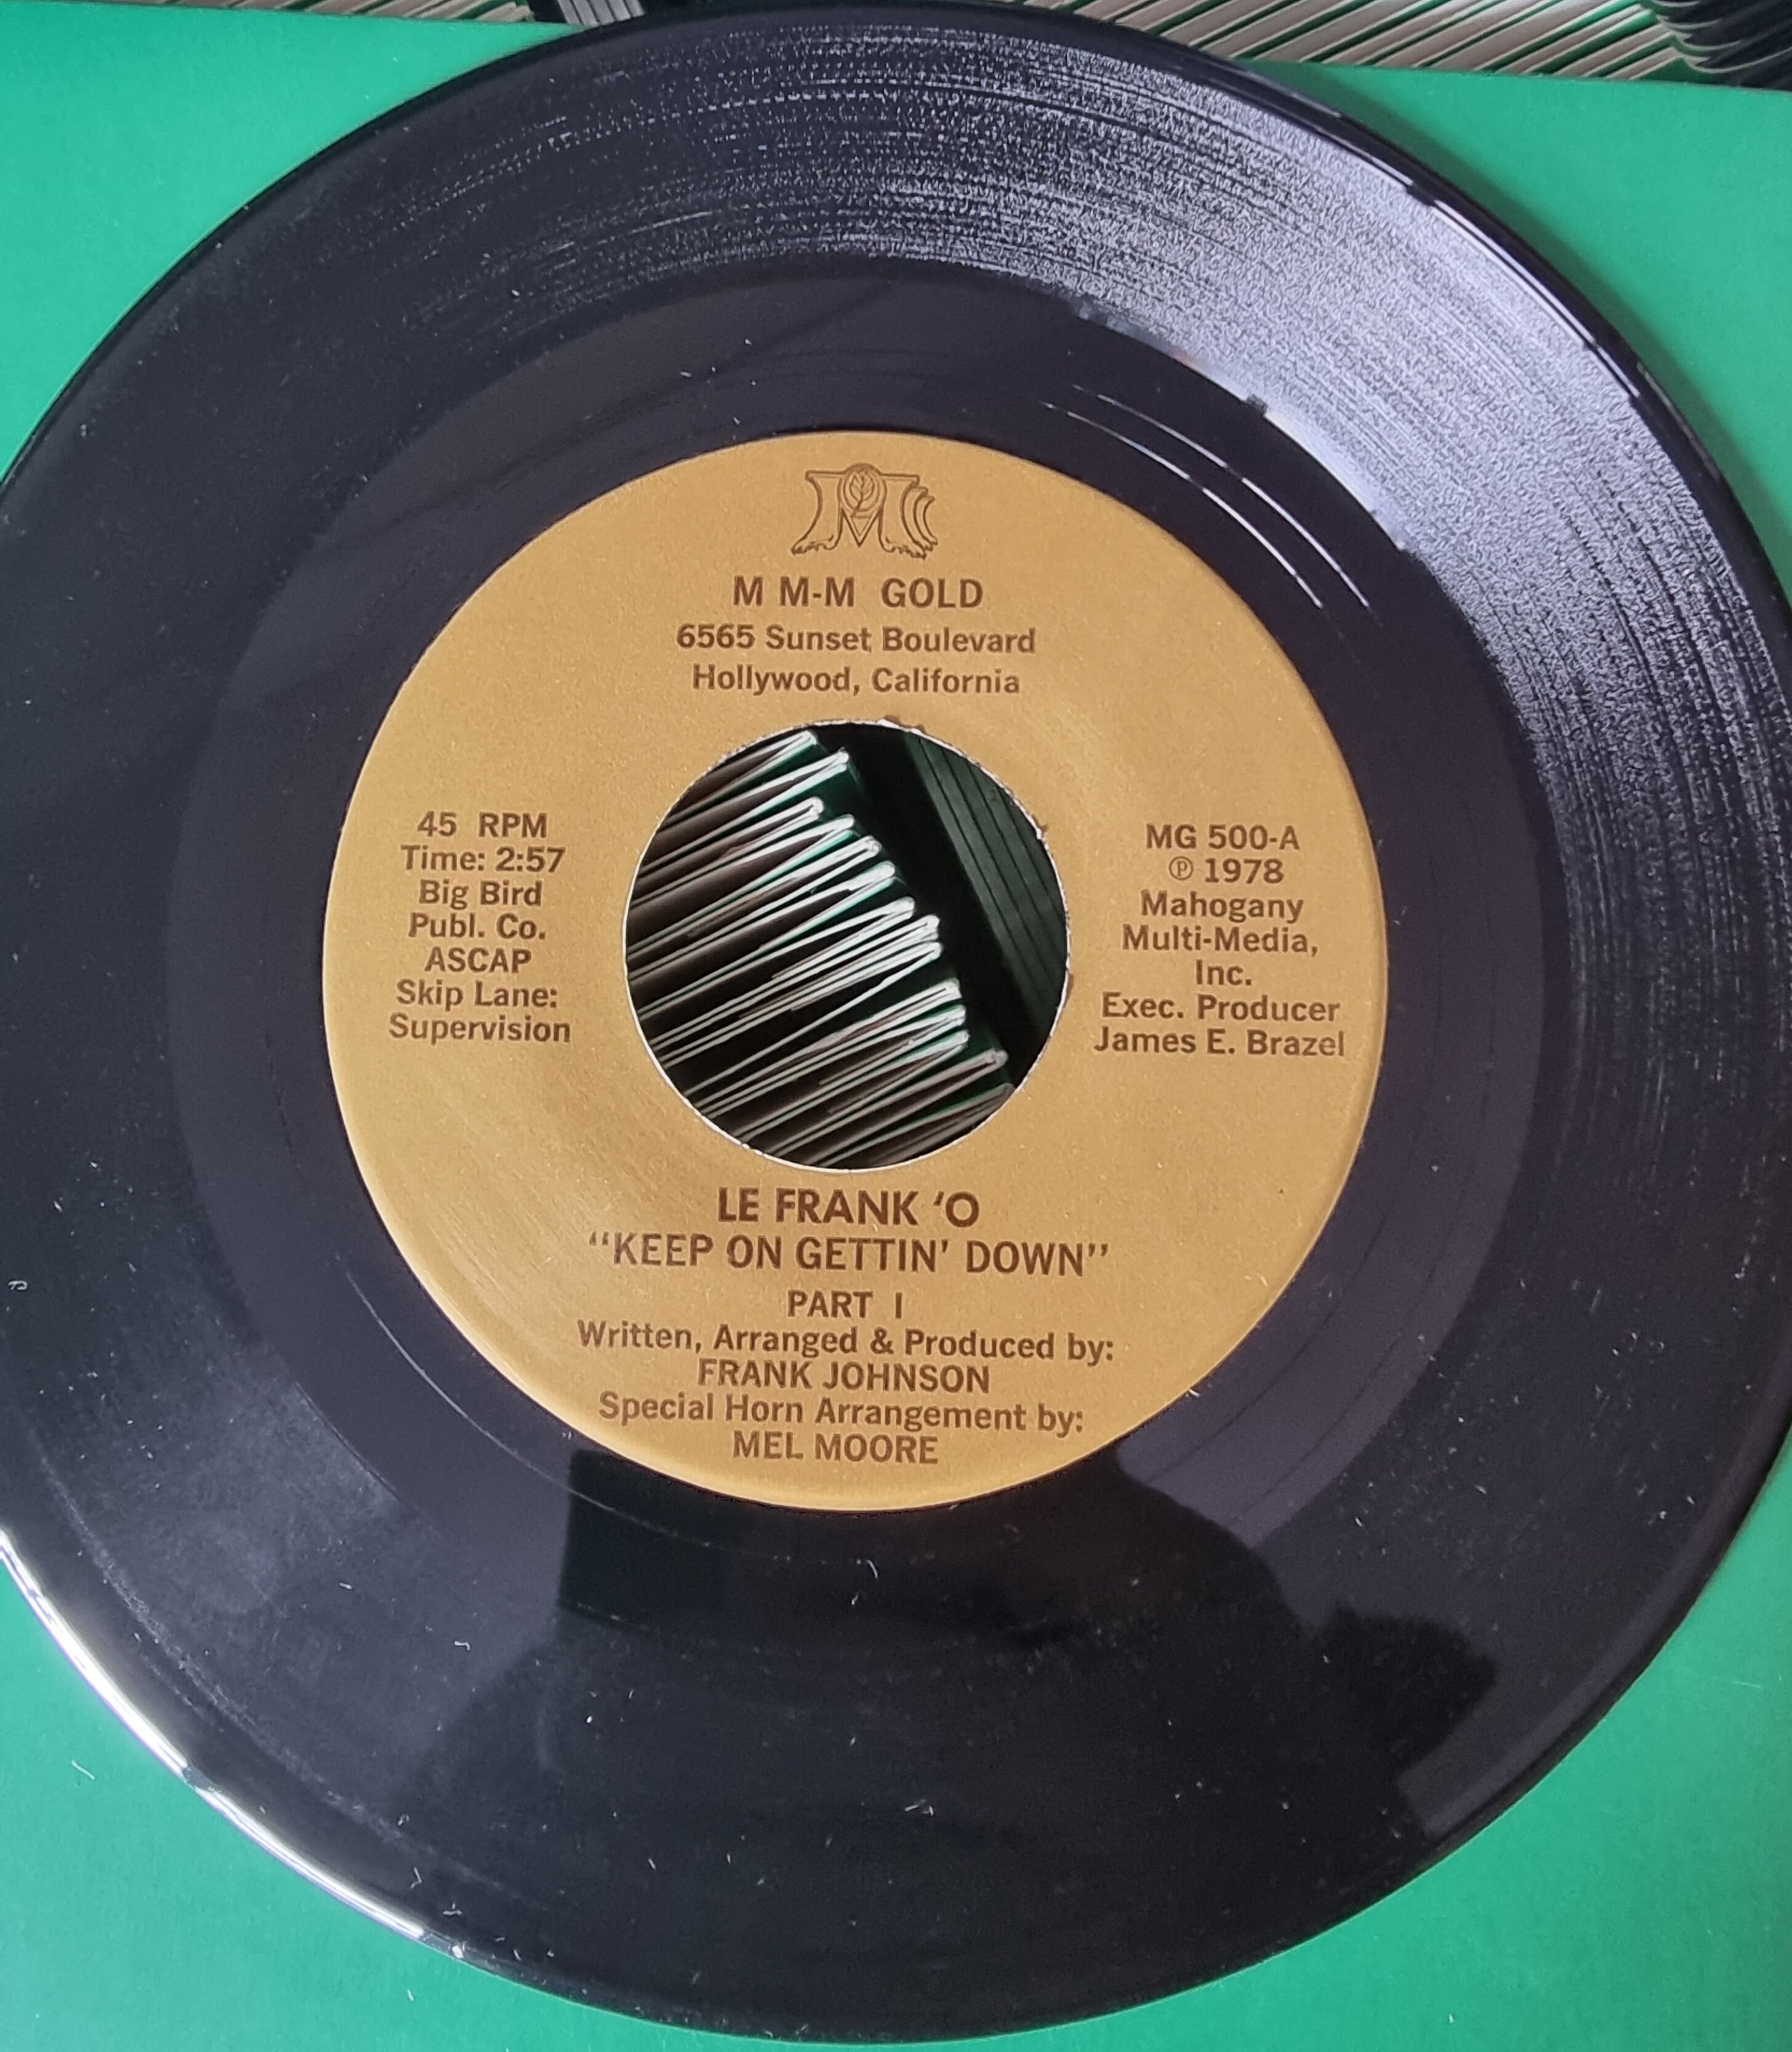 M M-M GOLD
6565 Sunset Boulevard
Hollywood, California
45 RPM
Time: 2:57
Big Bird
Publ. Co.
ASCAP
Skip Lane:
Supervision
MG 500-A
℗ 1978
Mahogany
Multi-Media,
Inc.
Exec. Producer
James E. Brazel
LE FRANK ‘O
“KEEP ON GETTIN’ DOWN”
PART I
Written, Arranged & Produced by:
FRANK JOHNSON
Special Horn Arrangement by:
MEL MOORE